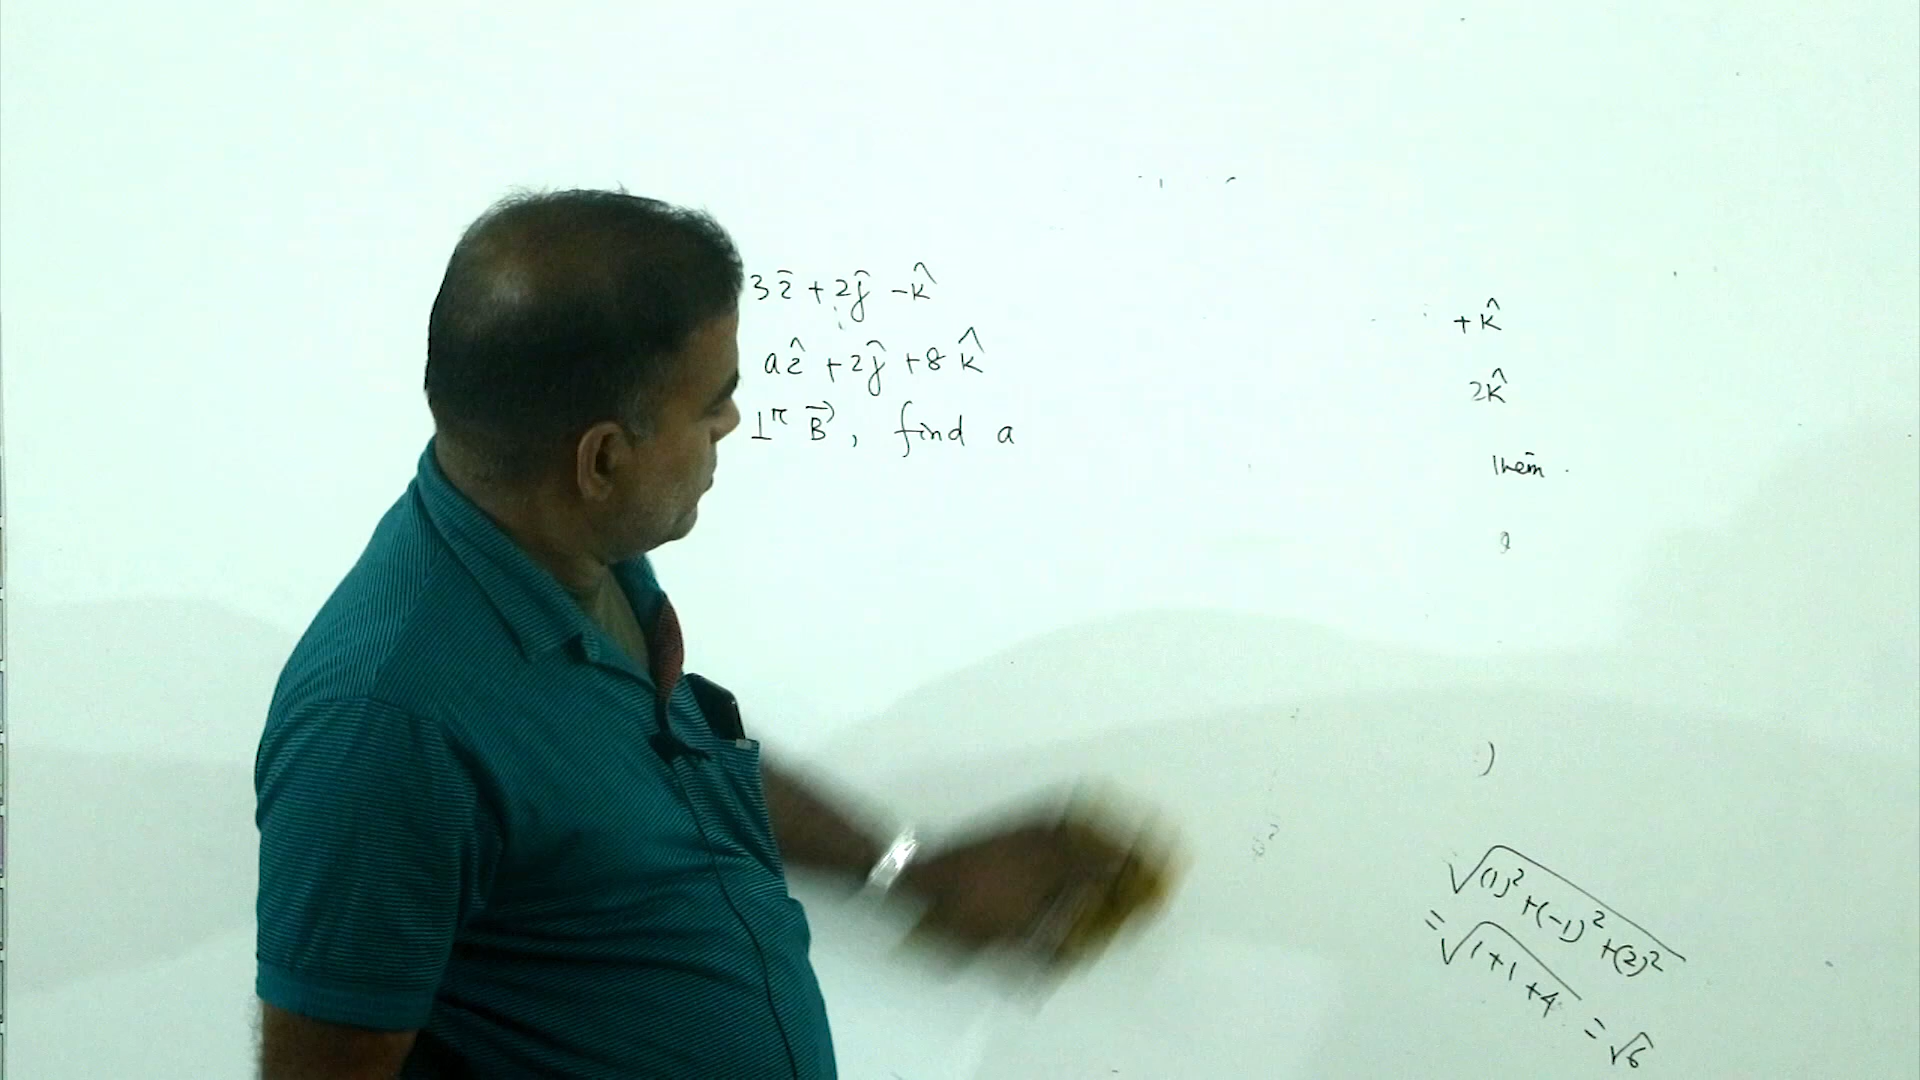 3î + 2ĵ - k̂
aî + 2ĵ + 8k̂
⊥r B⃗, find a
+ k̂
2k̂
them.
)
√(1)² + (-1)² + (2)²
= √1 + 1 + 4 = √6